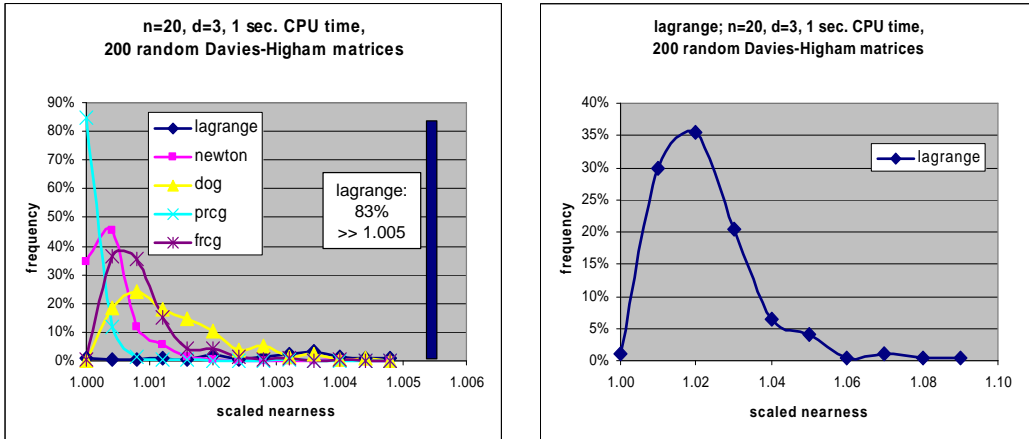 n=20, d=3, 1 sec. CPU time,
200 random Davies-Higham matrices
90%
80%
70%
60%
50%
40%
30%
20%
10%
0%
frequency
lagrange
newton
dog
prcg
frcg
lagrange:
83%
>> 1.005
1.000 1.001 1.002 1.003 1.004 1.005 1.006
scaled nearness
lagrange; n=20, d=3, 1 sec. CPU time,
200 random Davies-Higham matrices
40%
35%
30%
25%
20%
15%
10%
5%
0%
frequency
lagrange
1.00 1.02 1.04 1.06 1.08 1.10
scaled nearness